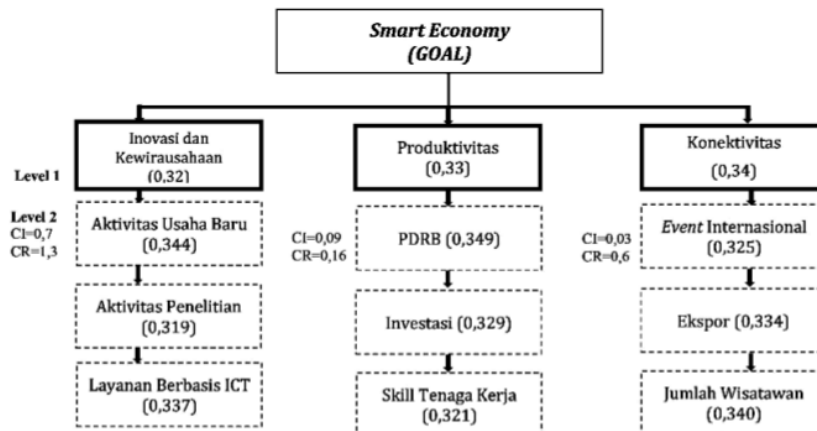 Smart Economy
(GOAL)
Inovasi dan
Kewirausahaan
(0,32)
Produktivitas
(0,33)
Konektivitas
(0,34)
Level 1
Level 2
CI=0,7
CR=1,3
Aktivitas Usaha Baru
(0,344)
CI=0,09
CR=0,16
PDRB (0,349)
CI=0,03
CR=0,6
Event Internasional
(0,325)
Aktivitas Penelitian
(0,319)
Investasi (0,329)
Ekspor (0,334)
Layanan Berbasis ICT
(0,337)
Skill Tenaga Kerja
(0,321)
Jumlah Wisatawan
(0,340)